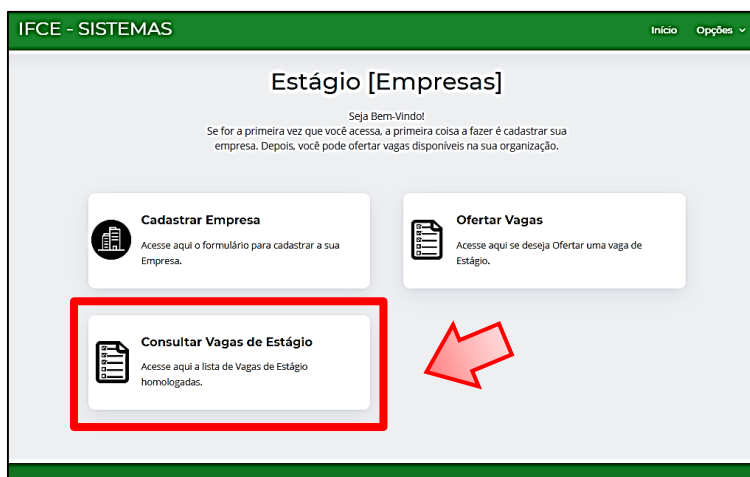 IFCE - SISTEMAS
Início Opções
Estágio [Empresas]
Seja Bem-Vindo!
Se for a primeira vez que você acessa, a primeira coisa a fazer é cadastrar sua
empresa. Depois, você pode ofertar vagas disponíveis na sua organização.
Cadastrar Empresa
Acesse aqui o formulário para cadastrar a sua
Empresa.
Ofertar Vagas
Acesse aqui se deseja Ofertar uma vaga de
Estágio.
Consultar Vagas de Estágio
Acesse aqui a lista de Vagas de Estágio
homologadas.